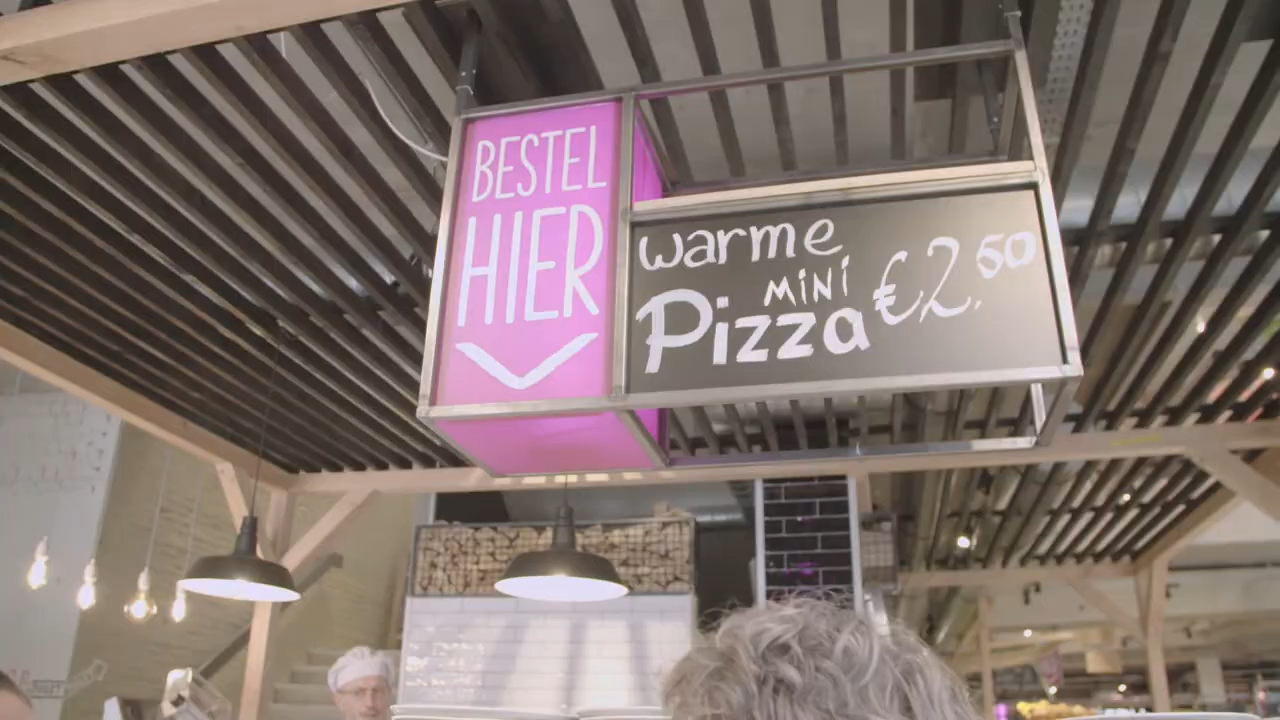 BESTEL
HIER
warme
MINI
Pizza €2,50